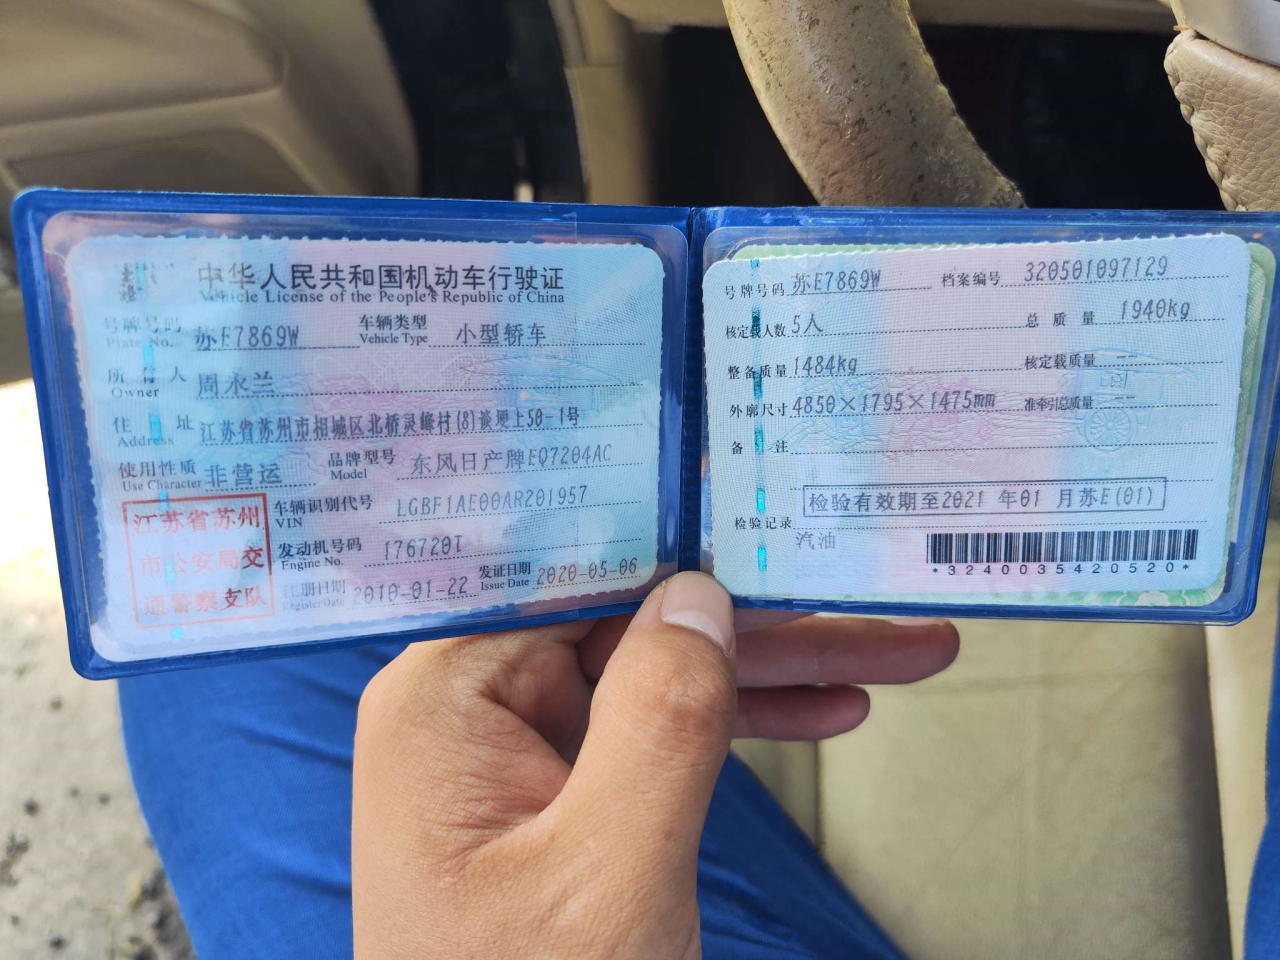 中华人民共和国机动车行驶证
Vehicle License of the People's Republic of China
号牌号码 苏E7869W 车辆类型 小型轿车
Plate No. Vehicle Type
所有人 周永兰
Owner
住址 江苏省苏州市相城区北桥灵峰村(8)谈埂上50-1号
Address
使用性质 非营运 品牌型号 东风日产牌EQ7204AC
Use Character Model
车辆识别代号 LGBF1AE00AR201957
VIN
发动机号码 176720T
Engine No.
注册日期 2010-01-22 发证日期 2020-05-06
Register Date Issue Date
江苏省苏州
市公安局交
通警察支队
号牌号码 苏E7869W 档案编号 320501097129
核定载人数 5人 总质量 1940kg
整备质量 1484kg 核定载质量 --
外廓尺寸 4850×1795×1475mm 准牵引总质量 --
备注
检验有效期至2021 年01 月苏E(01)
检验记录
汽油
*3240035420520*